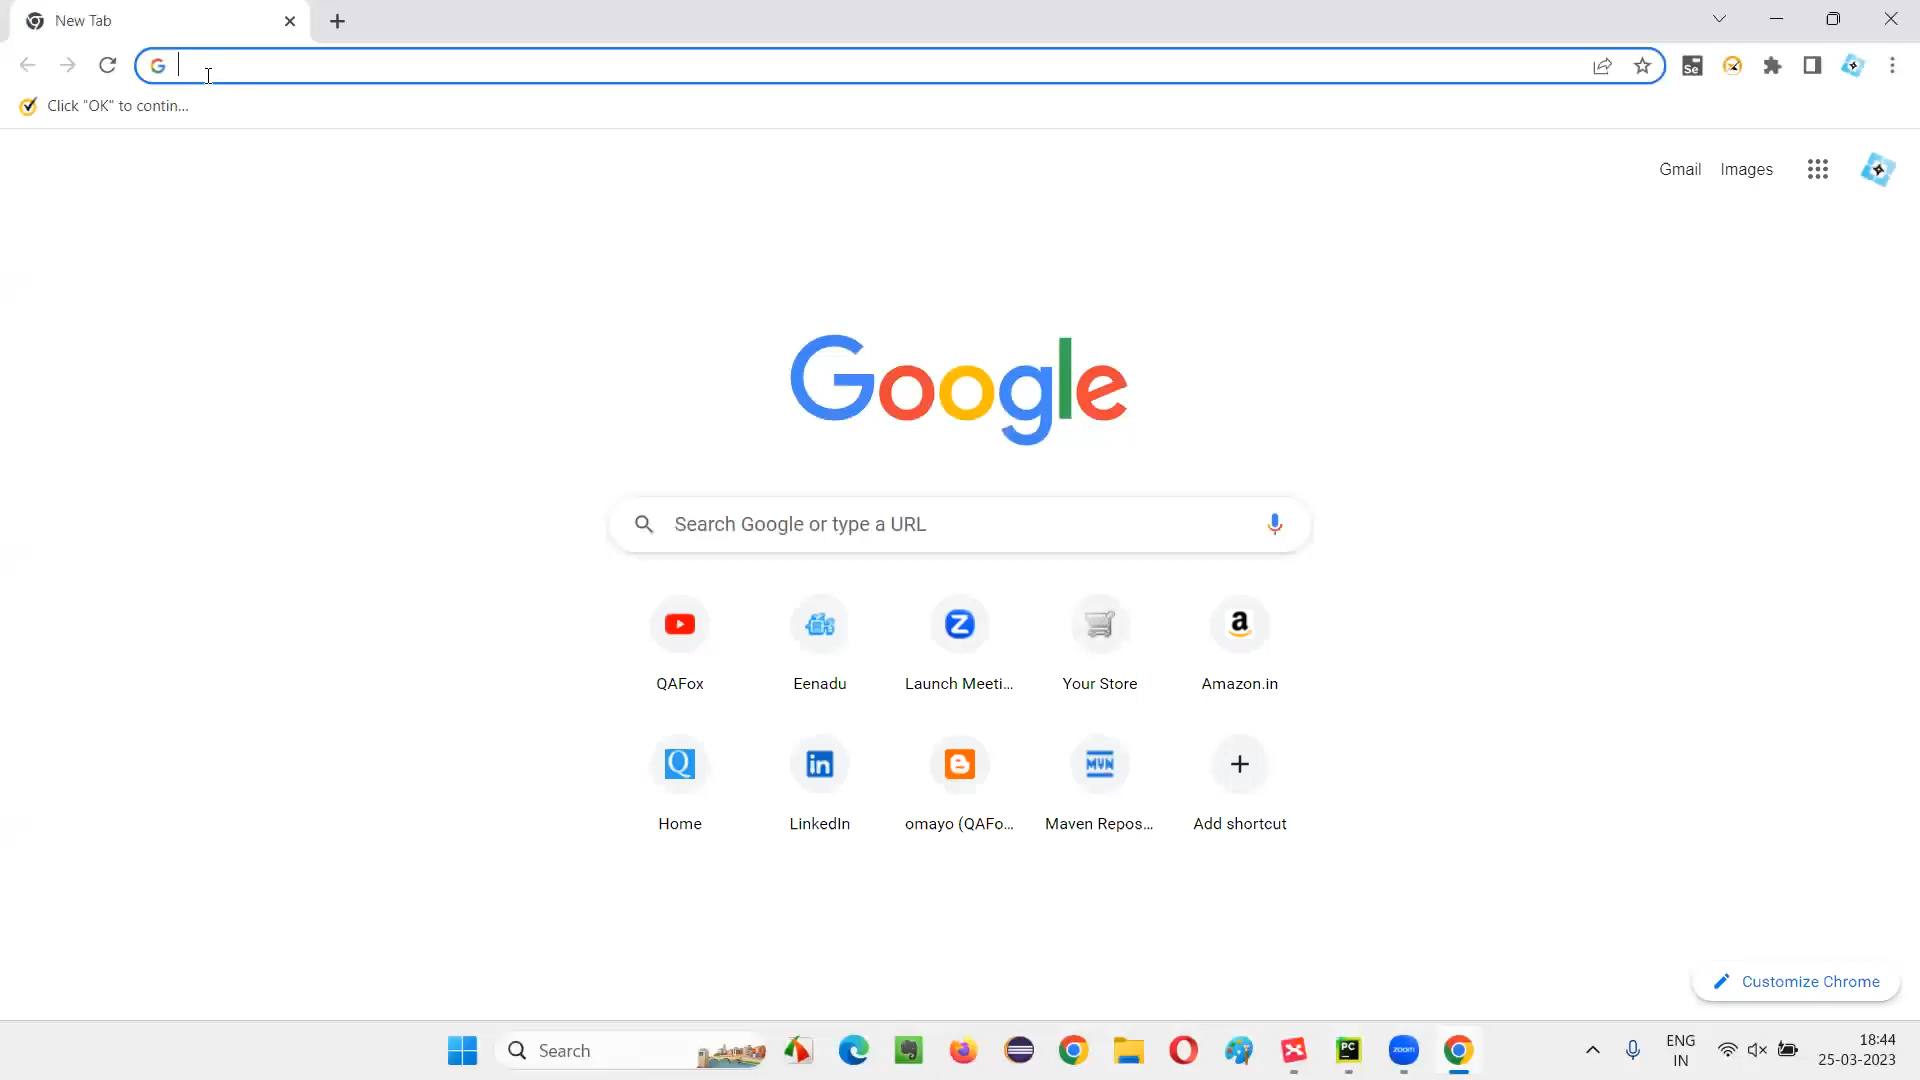 New Tab
Click "OK" to contin...
Gmail Images
Google
Search Google or type a URL
QAFox Eenadu Launch Meeti... Your Store Amazon.in
Home LinkedIn omayo (QAFo... Maven Repos... Add shortcut
Customize Chrome
Search
ENG
IN
18:44
25-03-2023